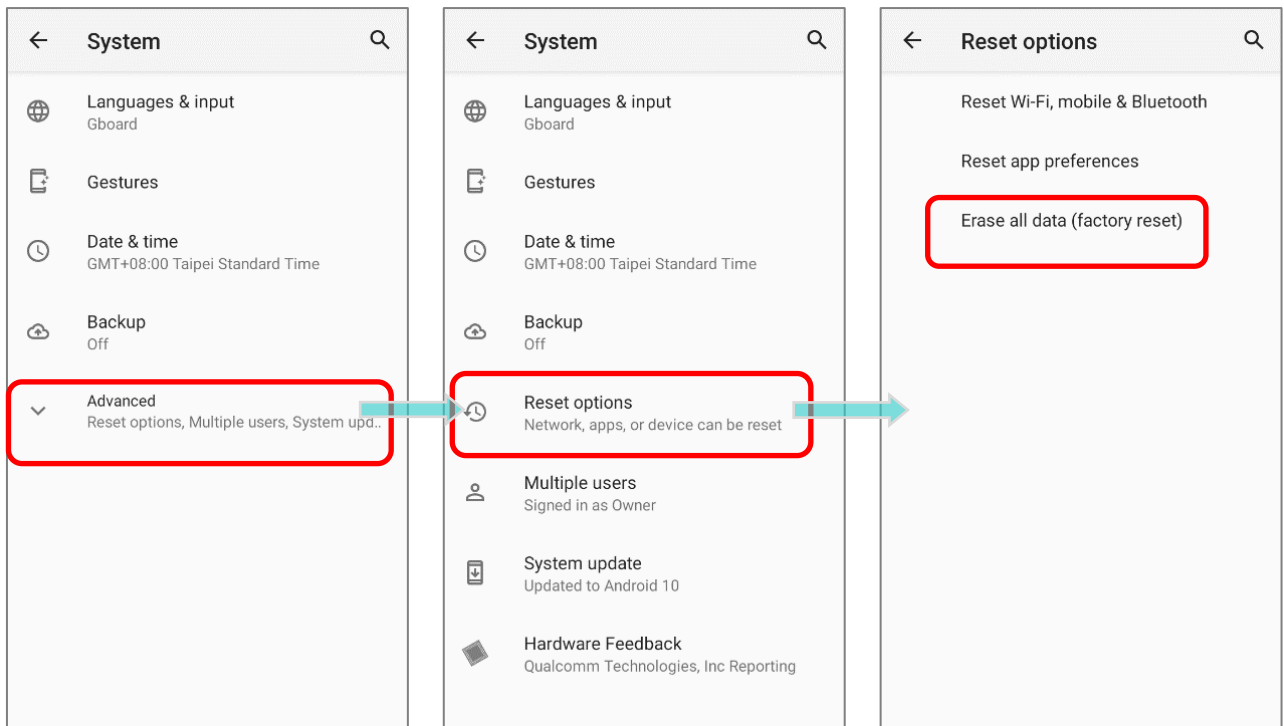 System
Languages & input
Gboard
Gestures
Date & time
GMT+08:00 Taipei Standard Time
Backup
Off
Advanced
Reset options, Multiple users, System upd..
System
Languages & input
Gboard
Gestures
Date & time
GMT+08:00 Taipei Standard Time
Backup
Off
Reset options
Network, apps, or device can be reset
Multiple users
Signed in as Owner
System update
Updated to Android 10
Hardware Feedback
Qualcomm Technologies, Inc Reporting
Reset options
Reset Wi-Fi, mobile & Bluetooth
Reset app preferences
Erase all data (factory reset)